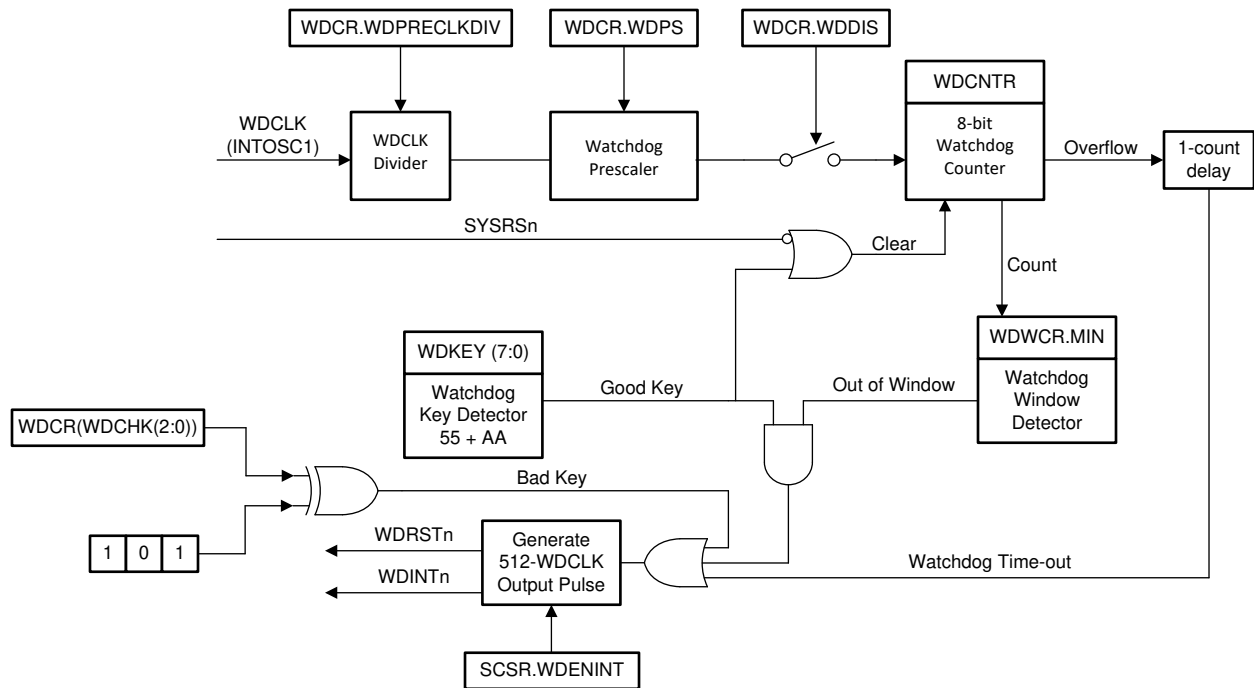 WDCR.WDPRECLKDIV
WDCR.WDPS
WDCR.WDDIS
WDCNTR
WDCLK
(INTOSC1)
WDCLK
Divider
Watchdog
Prescaler
8-bit
Watchdog
Counter
Overflow
1-count
delay
SYSRSn
Clear
Count
WDKEY (7:0)
Watchdog
Key Detector
55 + AA
Good Key
Out of Window
WDWCR.MIN
Watchdog
Window
Detector
WDCR(WDCHK(2:0))
Bad Key
1 0 1
WDRSTn
WDINTn
Generate
512-WDCLK
Output Pulse
Watchdog Time-out
SCSR.WDENINT